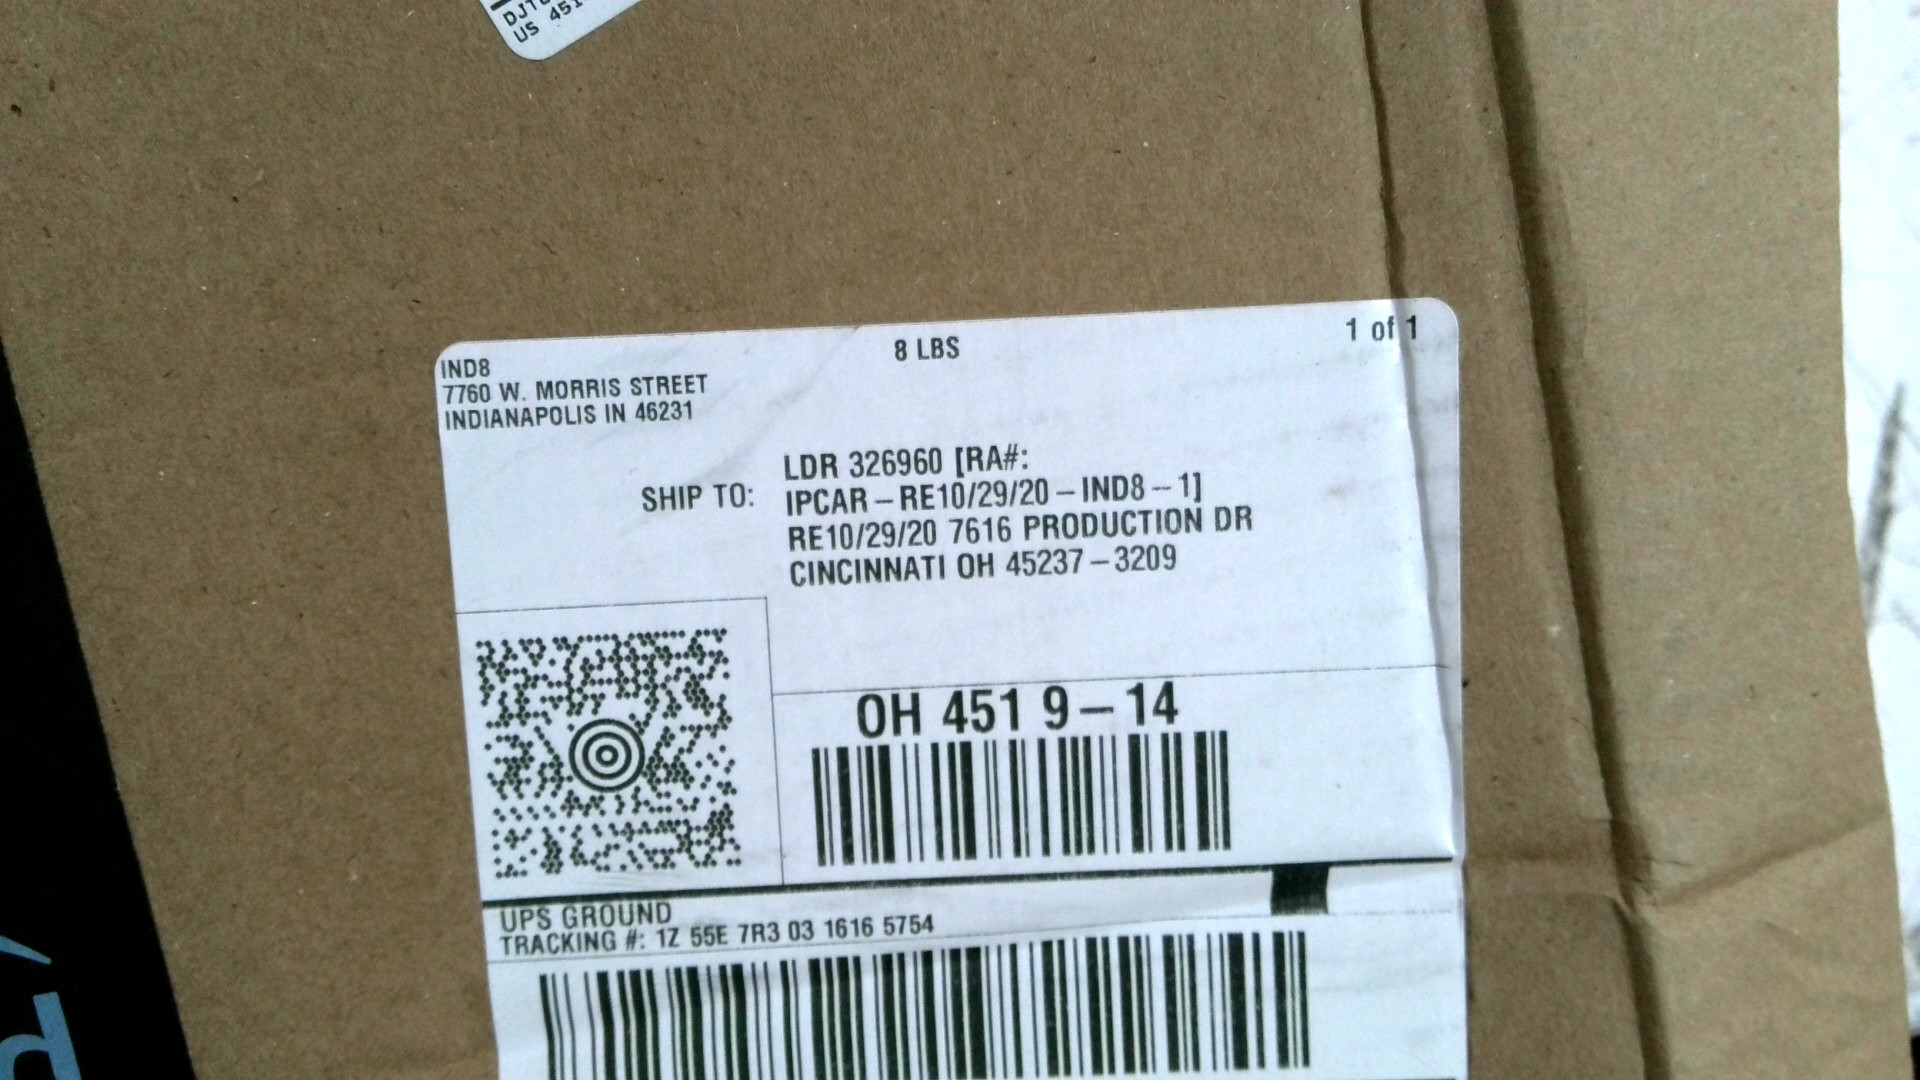 US 451
IND8
7760 W. MORRIS STREET
INDIANAPOLIS IN 46231
8 LBS
1 of 1
SHIP TO:
LDR 326960 [RA#:
IPCAR – RE10/29/20 – IND8 – 1]
RE10/29/20 7616 PRODUCTION DR
CINCINNATI OH 45237 – 3209
OH 451 9 – 14
UPS GROUND
TRACKING #: 1Z 55E 7R3 03 1616 5754